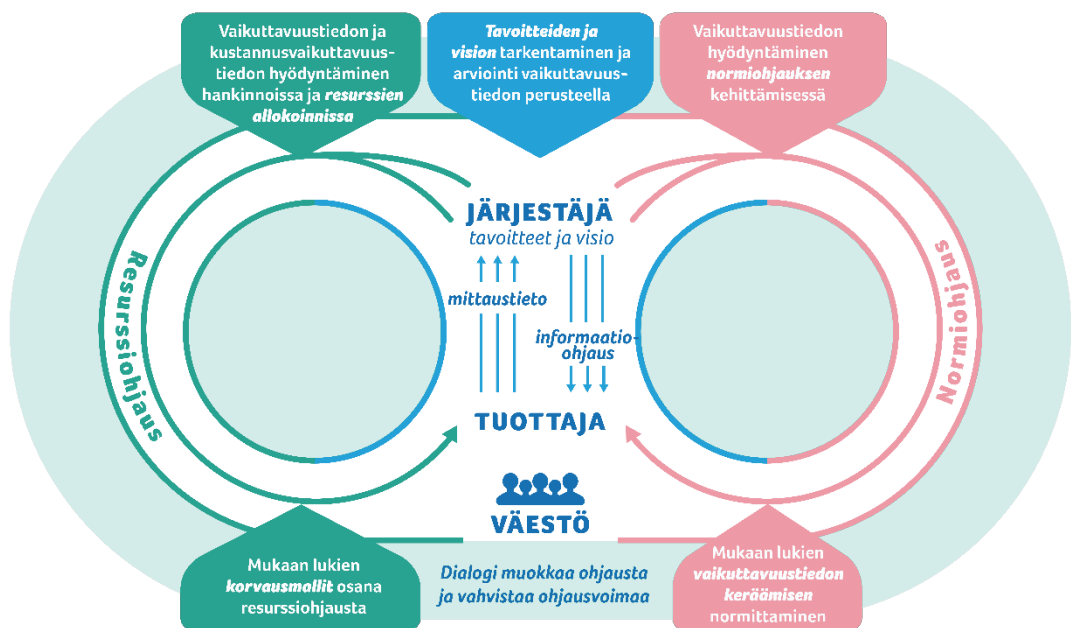 Vaikuttavuustiedon ja
kustannusvaikuttavuus-
tiedon hyödyntäminen
hankinnoissa ja resurssien
allokoinnissa
Tavoitteiden ja
vision tarkentaminen ja
arviointi vaikuttavuus-
tiedon perusteella
Vaikuttavuustiedon
hyödyntäminen
normiohjauksen
kehittämisessä
JÄRJESTÄJÄ
tavoitteet ja visio
Resurssiohjaus
mittaustieto
informaatio-
ohjaus
Normiohjaus
TUOTTAJA
VÄESTÖ
Mukaan lukien
korvausmallit osana
resurssiohjausta
Dialogi muokkaa ohjausta
ja vahvistaa ohjausvoimaa
Mukaan lukien
vaikuttavuustiedon
keräämisen
normittaminen